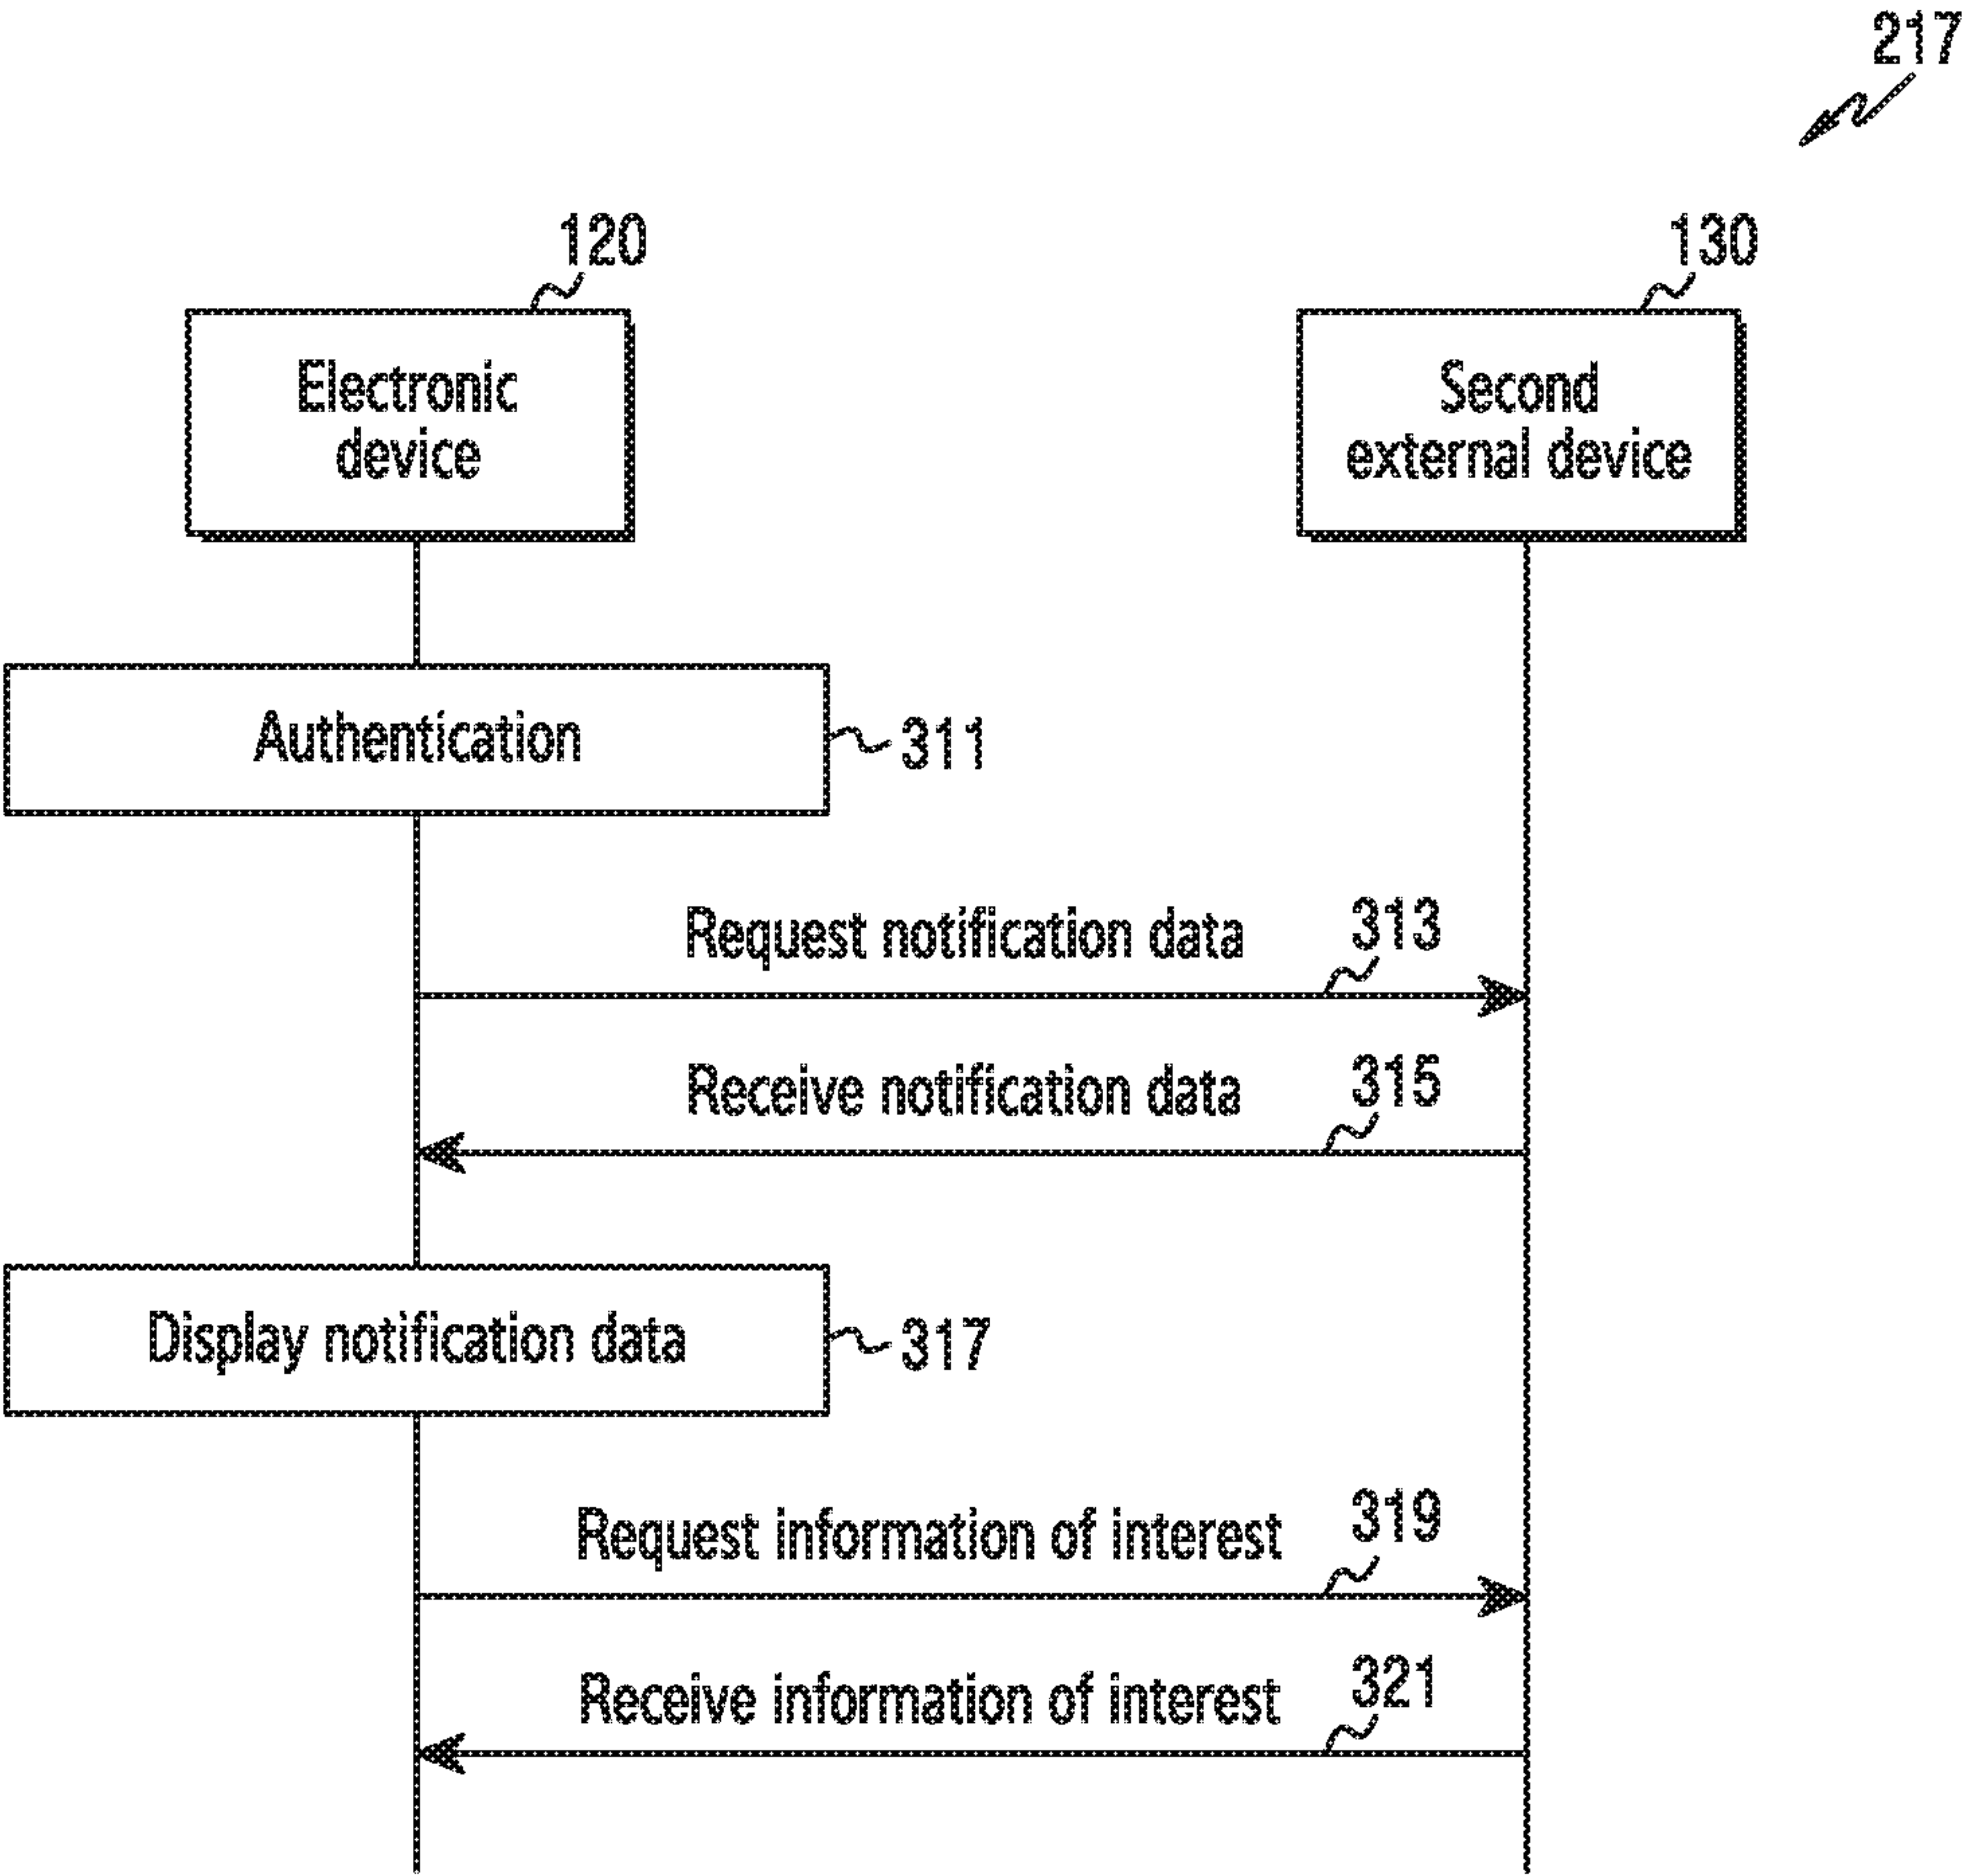 217
120
130
Electronic
device
Second
external device
Authentication
311
Request notification data
313
Receive notification data
315
Display notification data
317
Request information of interest
319
Receive information of interest
321